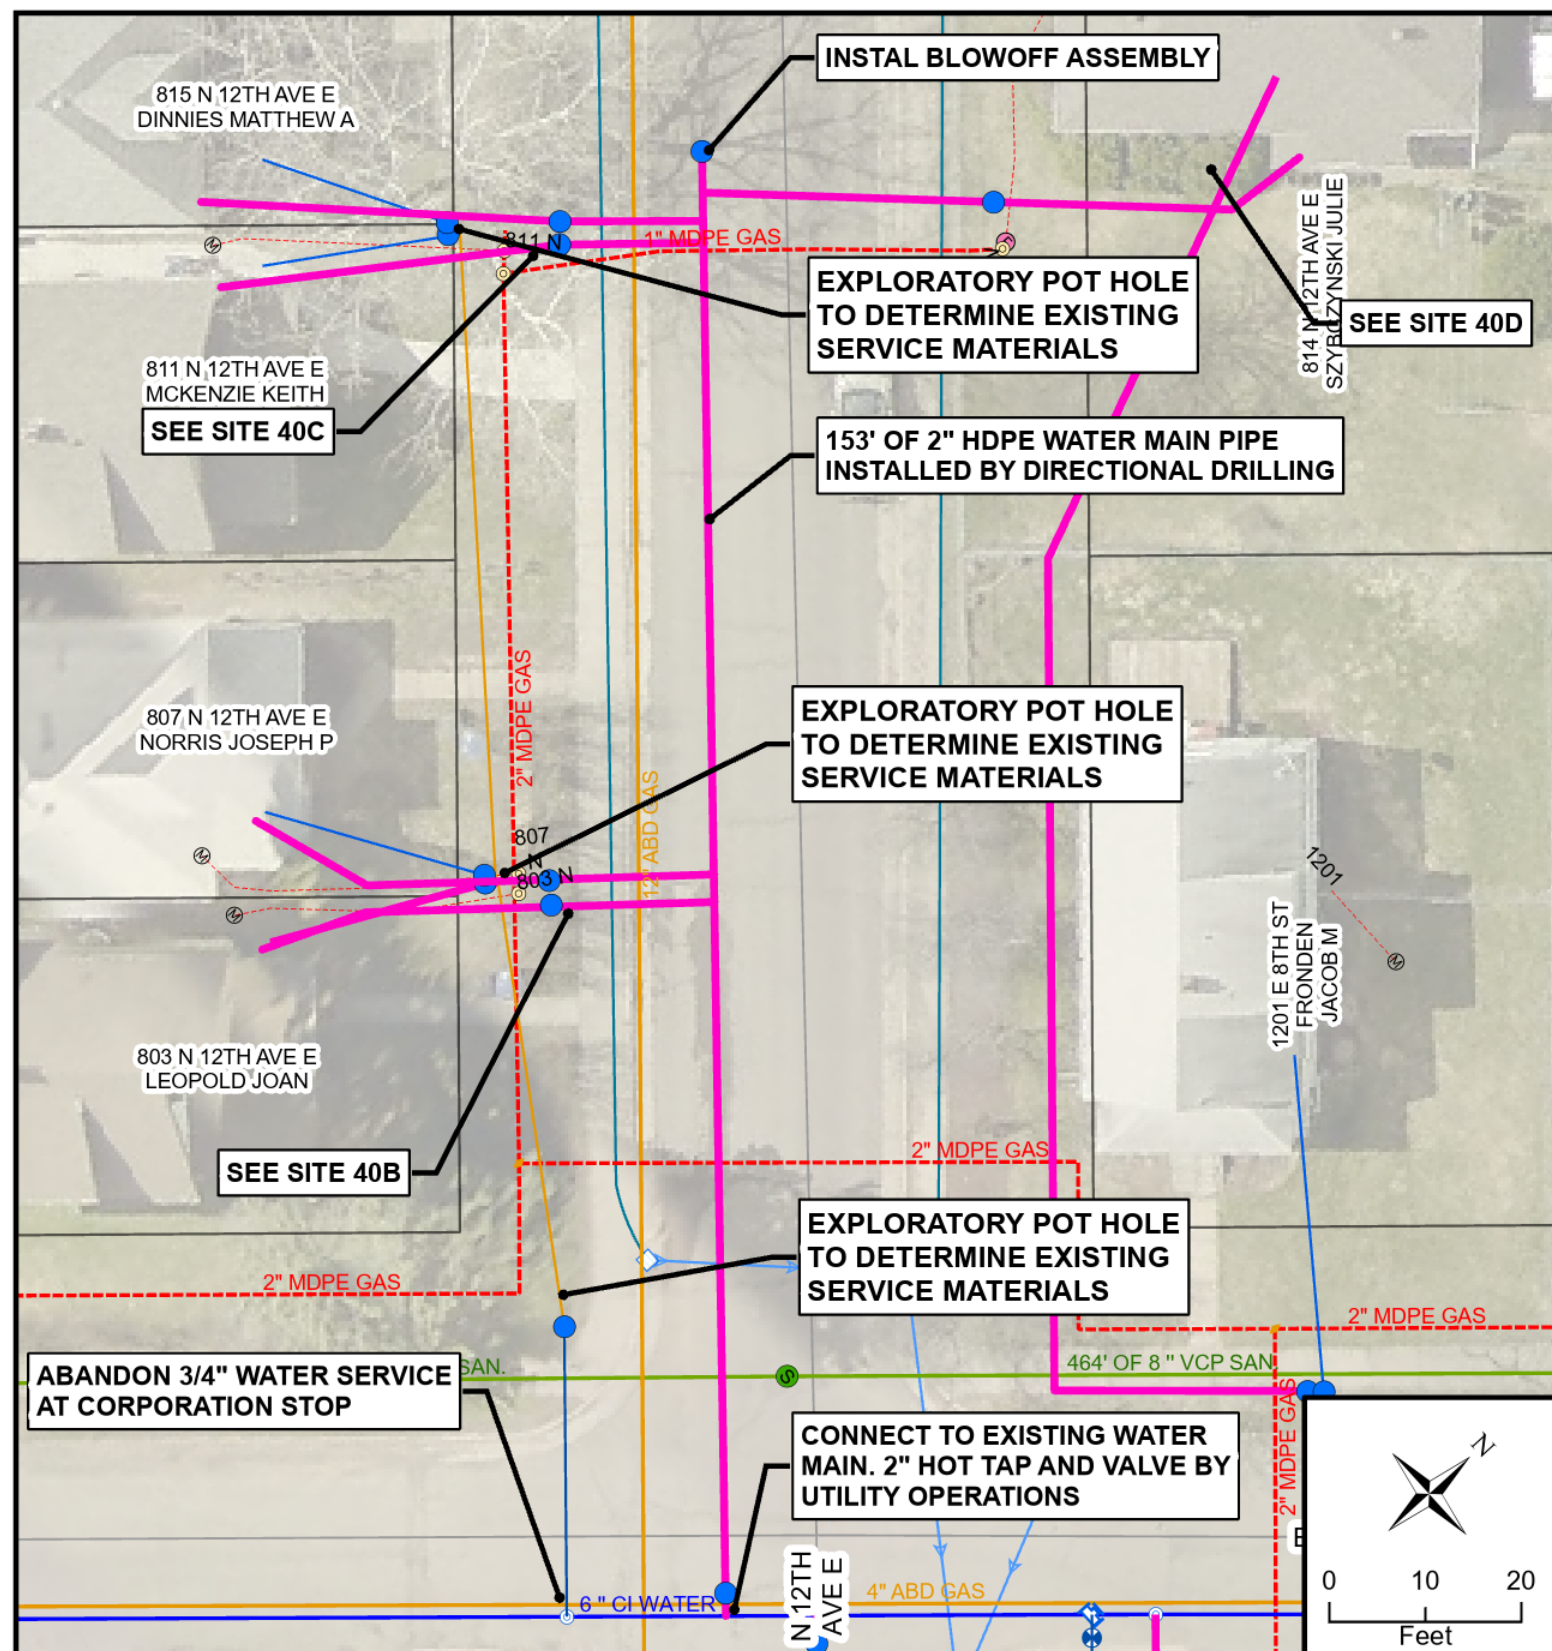 INSTAL BLOWOFF ASSEMBLY
815 N 12TH AVE E
DINNIES MATTHEW A
811 N
1" MDPE GAS
EXPLORATORY POT HOLE
TO DETERMINE EXISTING
SERVICE MATERIALS
814 N 12TH AVE E
SZYBCZYNSKI JULIE
SEE SITE 40D
811 N 12TH AVE E
MCKENZIE KEITH
SEE SITE 40C
153' OF 2" HDPE WATER MAIN PIPE
INSTALLED BY DIRECTIONAL DRILLING
2" MDPE GAS
807 N 12TH AVE E
NORRIS JOSEPH P
EXPLORATORY POT HOLE
TO DETERMINE EXISTING
SERVICE MATERIALS
12" ABD GAS
807
N
803 N
1201
1201 E 8TH ST
FRONDEN
JACOB M
803 N 12TH AVE E
LEOPOLD JOAN
SEE SITE 40B
2" MDPE GAS
EXPLORATORY POT HOLE
TO DETERMINE EXISTING
SERVICE MATERIALS
2" MDPE GAS
2" MDPE GAS
SAN.
S
464' OF 8 " VCP SAN
ABANDON 3/4" WATER SERVICE
AT CORPORATION STOP
2" MDPE GAS
CONNECT TO EXISTING WATER
MAIN. 2" HOT TAP AND VALVE BY
UTILITY OPERATIONS
N 12TH
AVE E
4" ABD GAS
6 " CI WATER
N
0 10 20
Feet